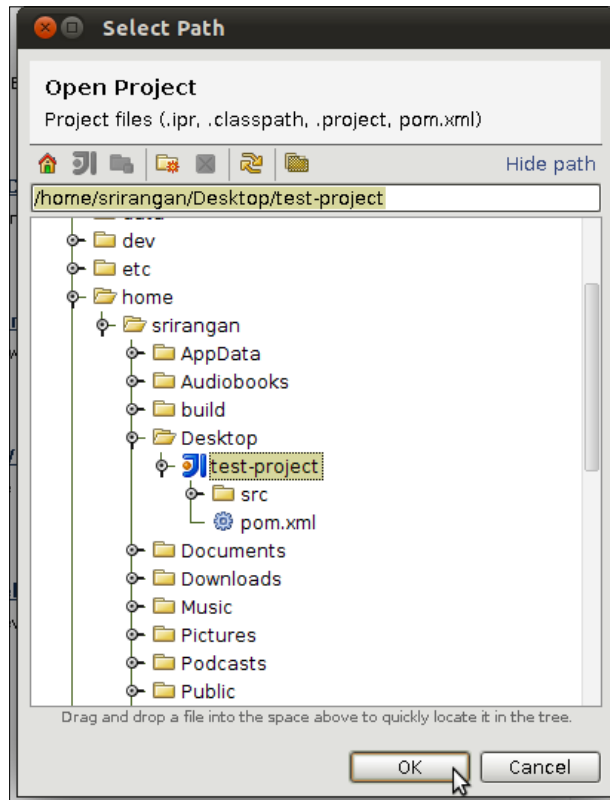 Select Path
Open Project
Project files (.ipr, .classpath, .project, pom.xml)
Hide path
/home/srirangan/Desktop/test-project
dev
etc
home
srirangan
AppData
Audiobooks
build
Desktop
test-project
src
pom.xml
Documents
Downloads
Music
Pictures
Podcasts
Public
Drag and drop a file into the space above to quickly locate it in the tree.
OK
Cancel